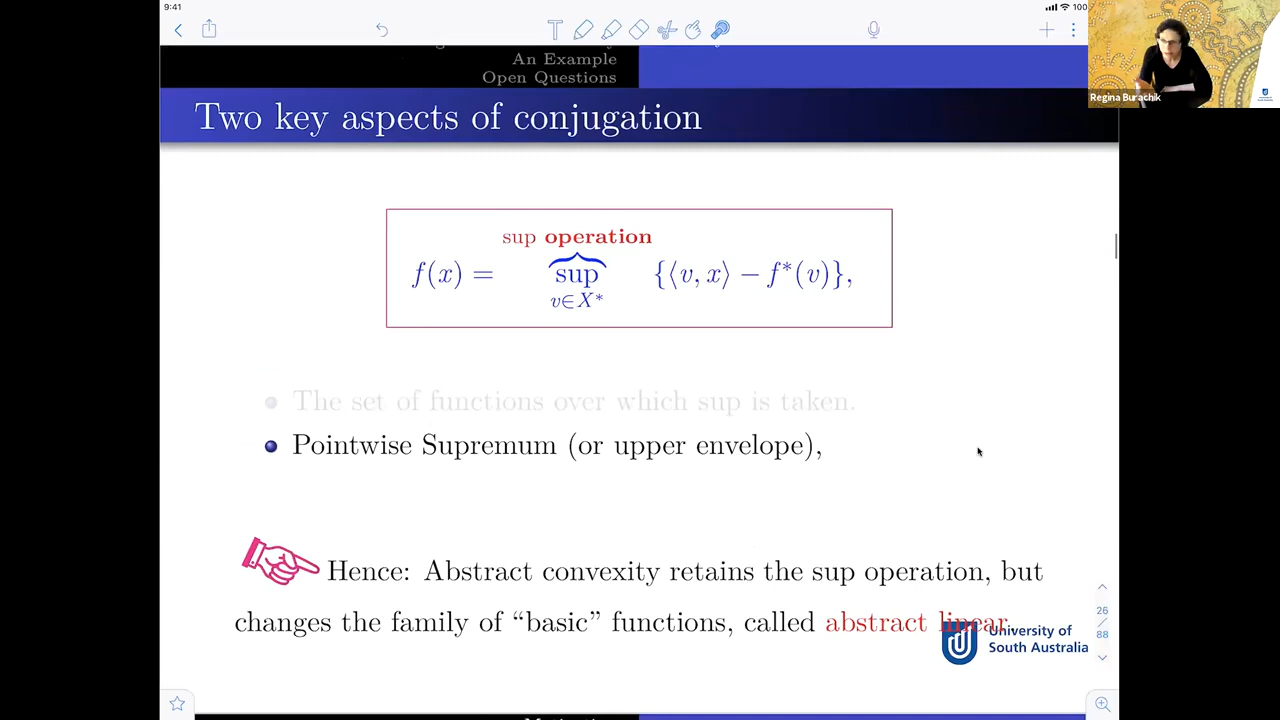 9:41
100
Regina Burachik
An Example
Open Questions
Two key aspects of conjugation
sup operation
f(x) = sup {⟨v, x⟩ − f*(v)},
v∈X*
The set of functions over which sup is taken.
Pointwise Supremum (or upper envelope),
Hence: Abstract convexity retains the sup operation, but
changes the family of “basic” functions, called abstract linear
26
/
88
University of
South Australia